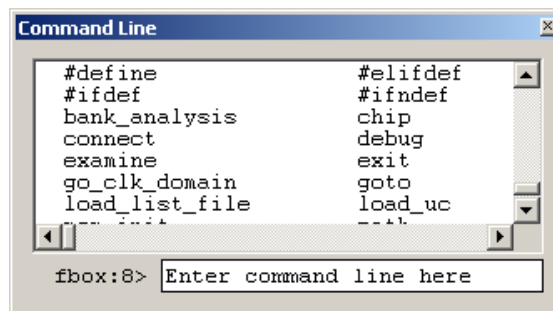 Command Line
#define #elifdef
#ifdef #ifndef
bank_analysis chip
connect debug
examine exit
go_clk_domain goto
load_list_file load_uc
fbox:8> Enter command line here